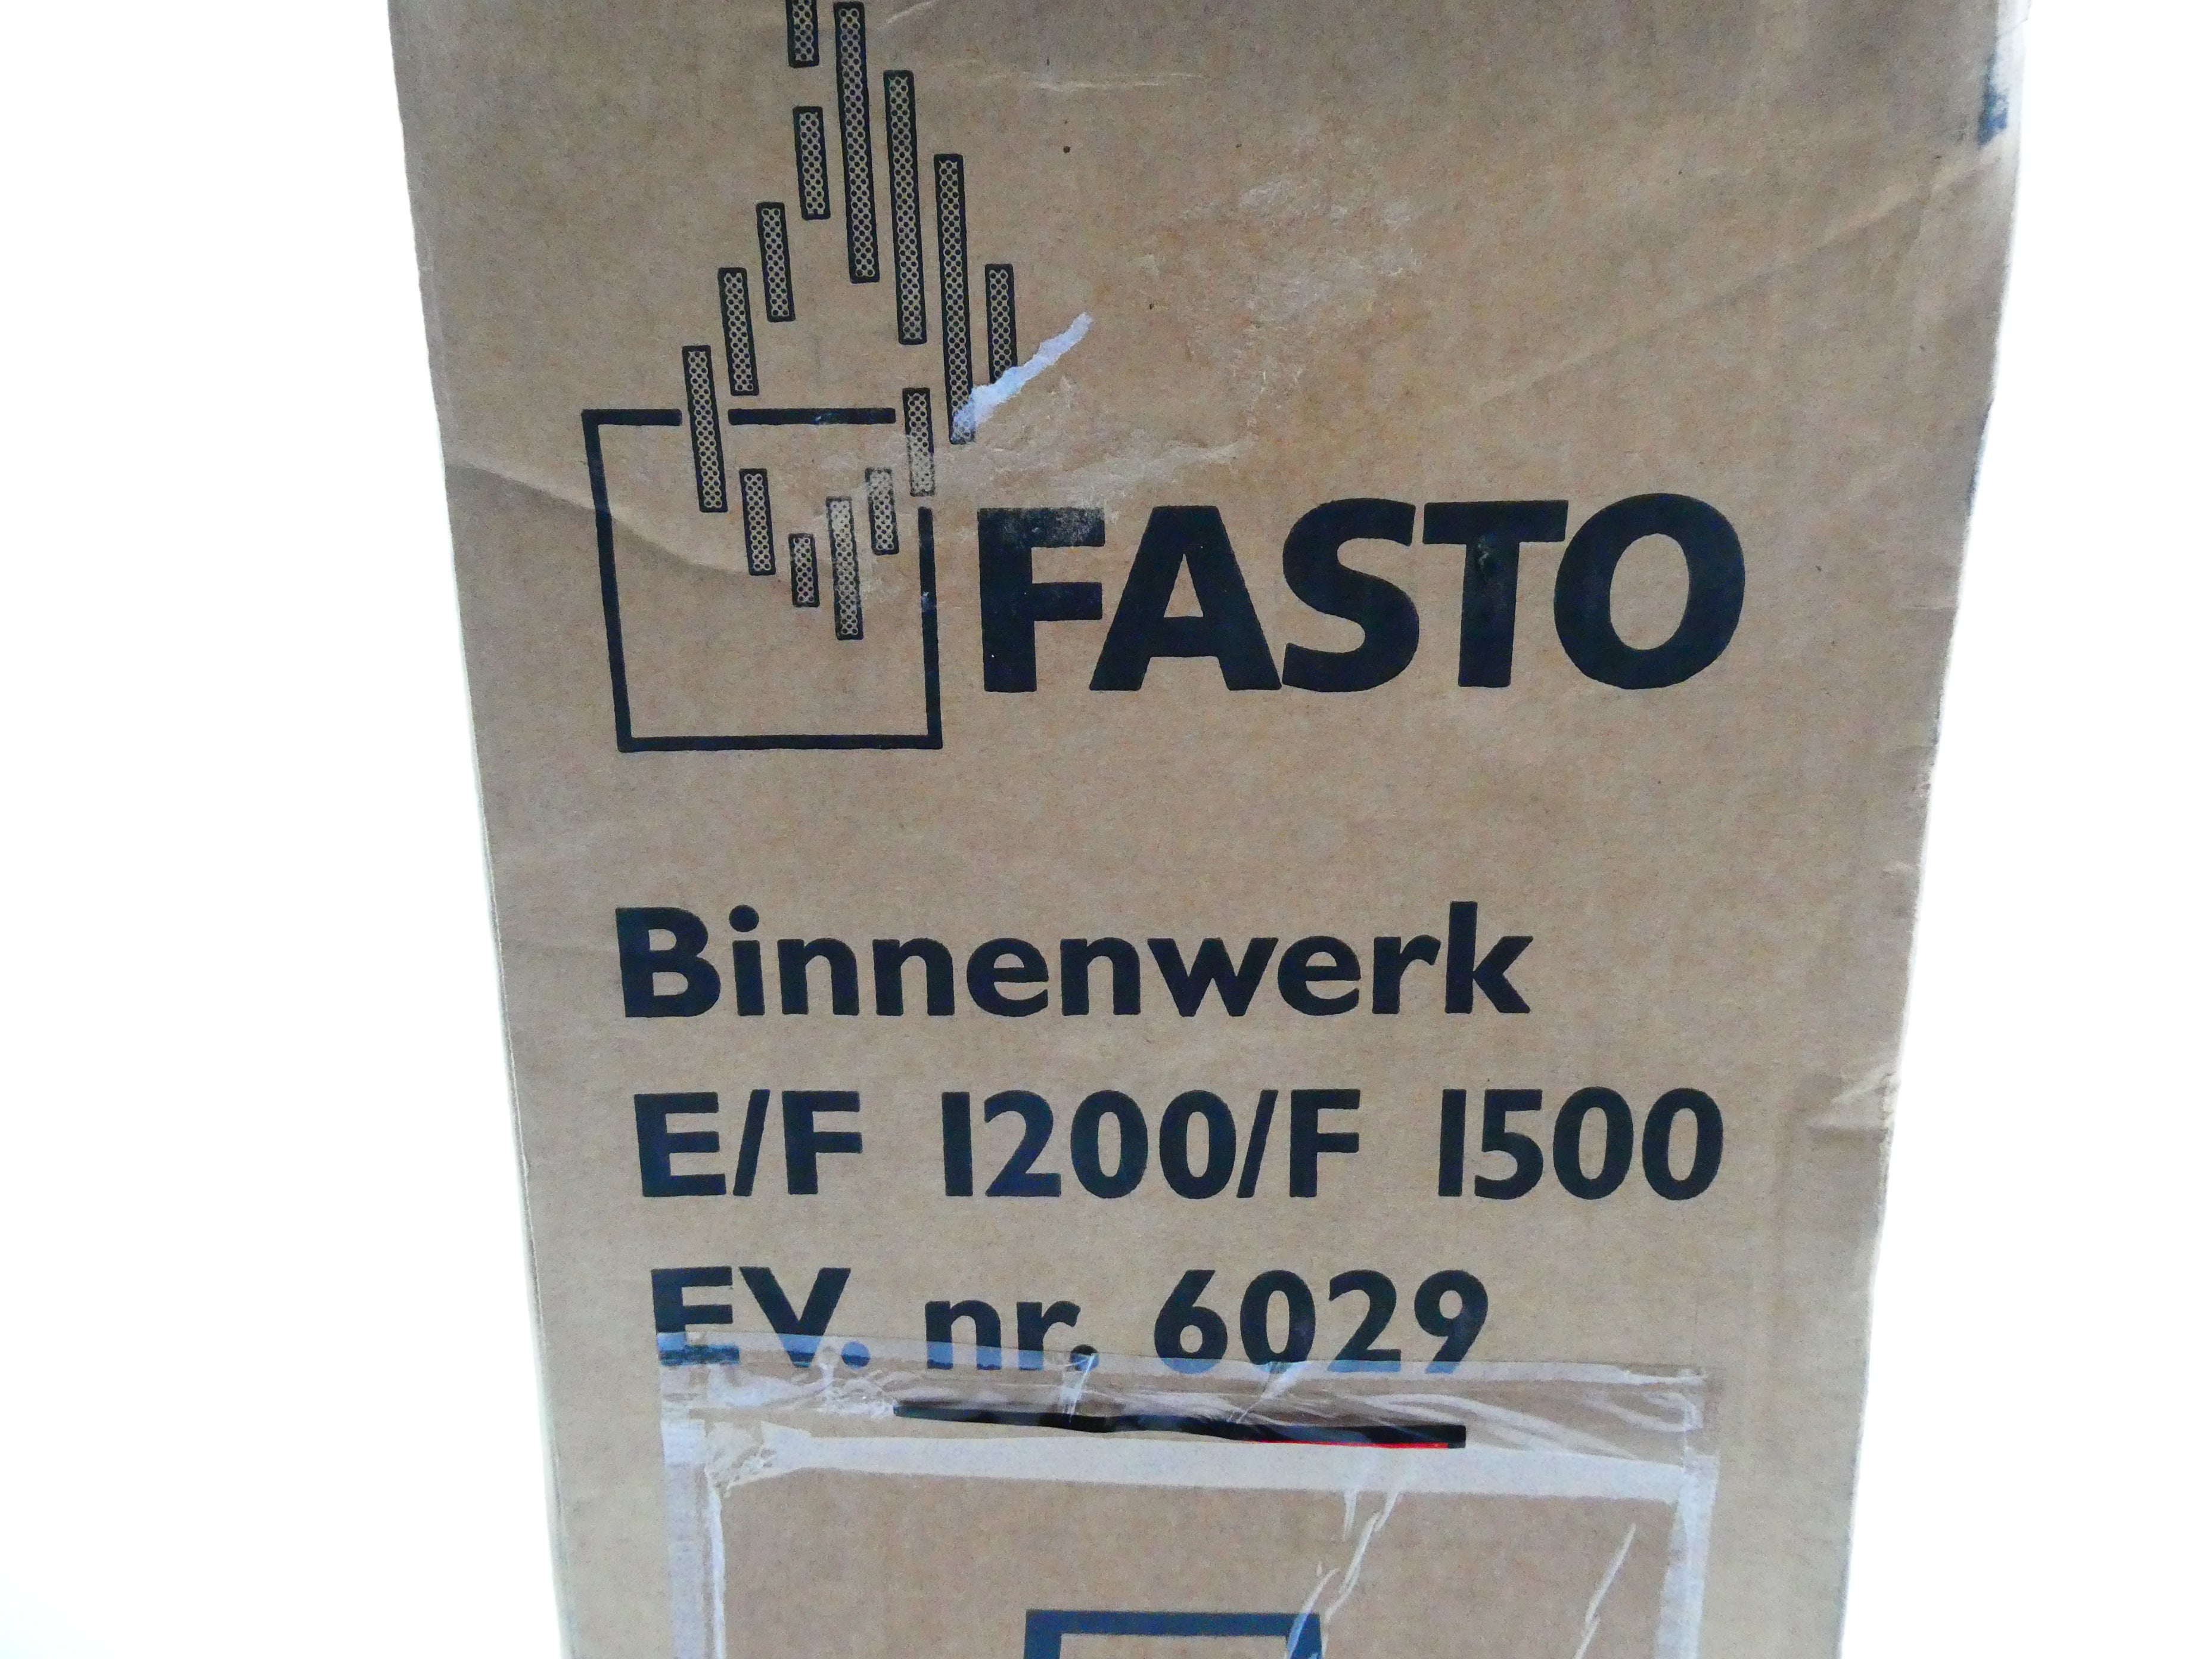 FASTO
Binnenwerk
E/F 1200/F 1500
EV. nr. 6029